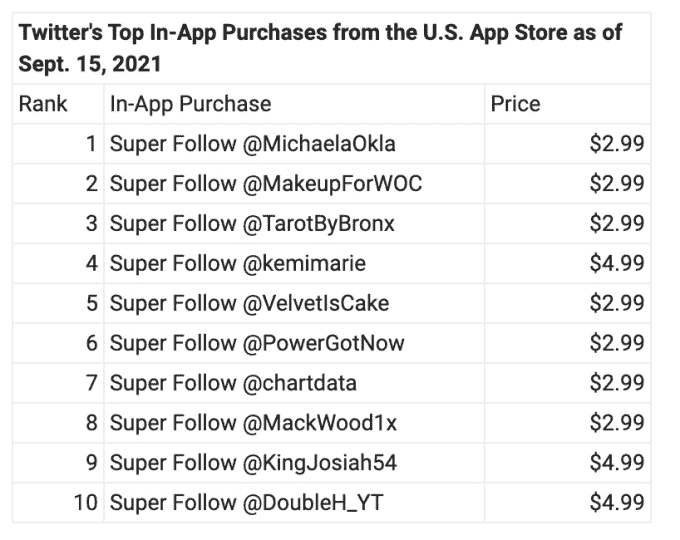 Twitter's Top In-App Purchases from the U.S. App Store as of
Sept. 15, 2021
Rank In-App Purchase Price
1 Super Follow @MichaelaOkla $2.99
2 Super Follow @MakeupForWOC $2.99
3 Super Follow @TarotByBronx $2.99
4 Super Follow @kemimarie $4.99
5 Super Follow @VelvetIsCake $2.99
6 Super Follow @PowerGotNow $2.99
7 Super Follow @chartdata $2.99
8 Super Follow @MackWood1x $2.99
9 Super Follow @KingJosiah54 $4.99
10 Super Follow @DoubleH_YT $4.99